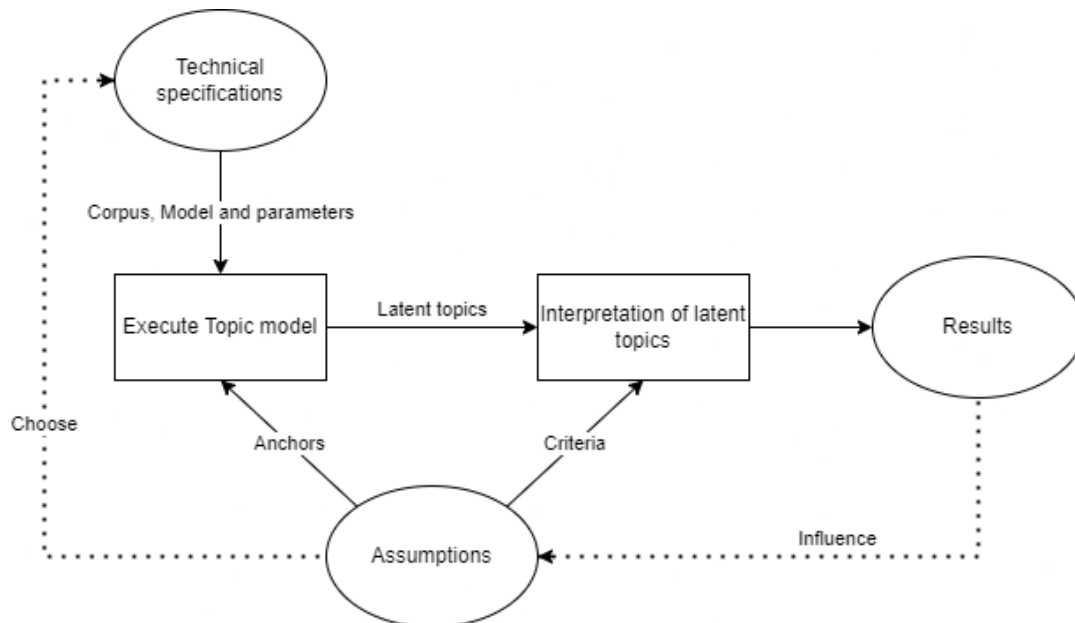 Technical
specifications
Corpus, Model and parameters
Execute Topic model
Latent topics
Interpretation of latent
topics
Results
Choose
Anchors
Criteria
Assumptions
Influence